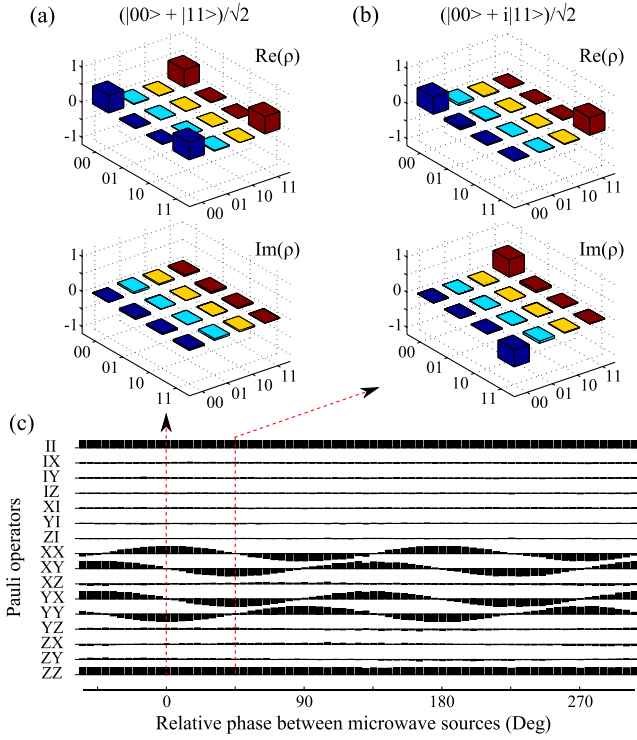 (a) (|00> + |11>)/√2
(b) (|00> + i|11>)/√2
Re(ρ)
1
0
-1
00
01
10
11
00
01
10
11
Re(ρ)
1
0
-1
00
01
10
11
00
01
10
11
Im(ρ)
1
0
-1
00
01
10
11
00
01
10
11
Im(ρ)
1
0
-1
00
01
10
11
00
01
10
11
(c)
Pauli operators
II
IX
IY
IZ
XI
YI
ZI
XX
XY
XZ
YX
YY
YZ
ZX
ZY
ZZ
0 90 180 270
Relative phase between microwave sources (Deg)